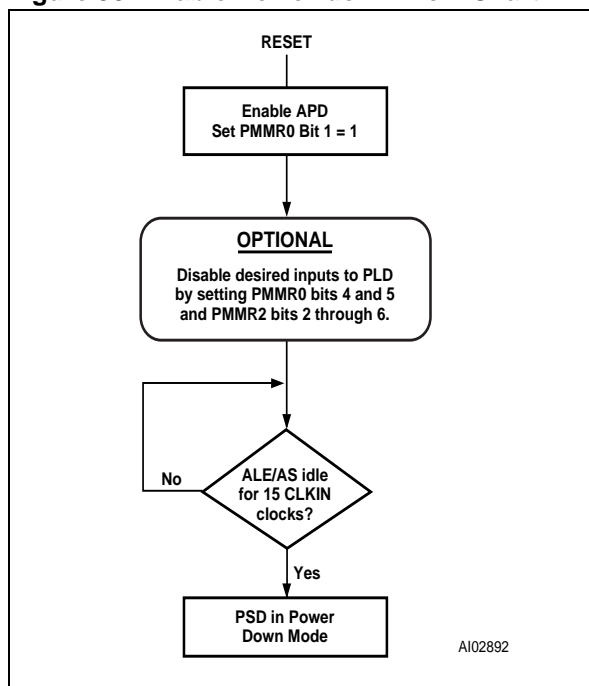 RESET
Enable APD
Set PMMR0 Bit 1 = 1
OPTIONAL
Disable desired inputs to PLD
by setting PMMR0 bits 4 and 5
and PMMR2 bits 2 through 6.
No
ALE/AS idle
for 15 CLKIN
clocks?
Yes
PSD in Power
Down Mode
AI02892